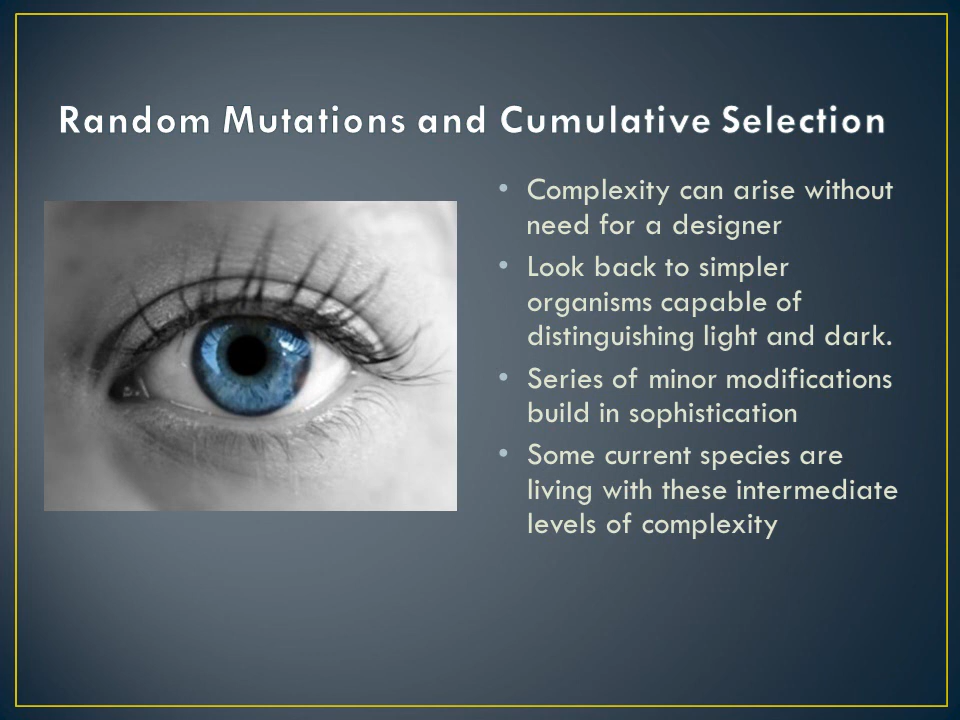 Random Mutations and Cumulative Selection
• Complexity can arise without
need for a designer
• Look back to simpler
organisms capable of
distinguishing light and dark.
• Series of minor modifications
build in sophistication
• Some current species are
living with these intermediate
levels of complexity